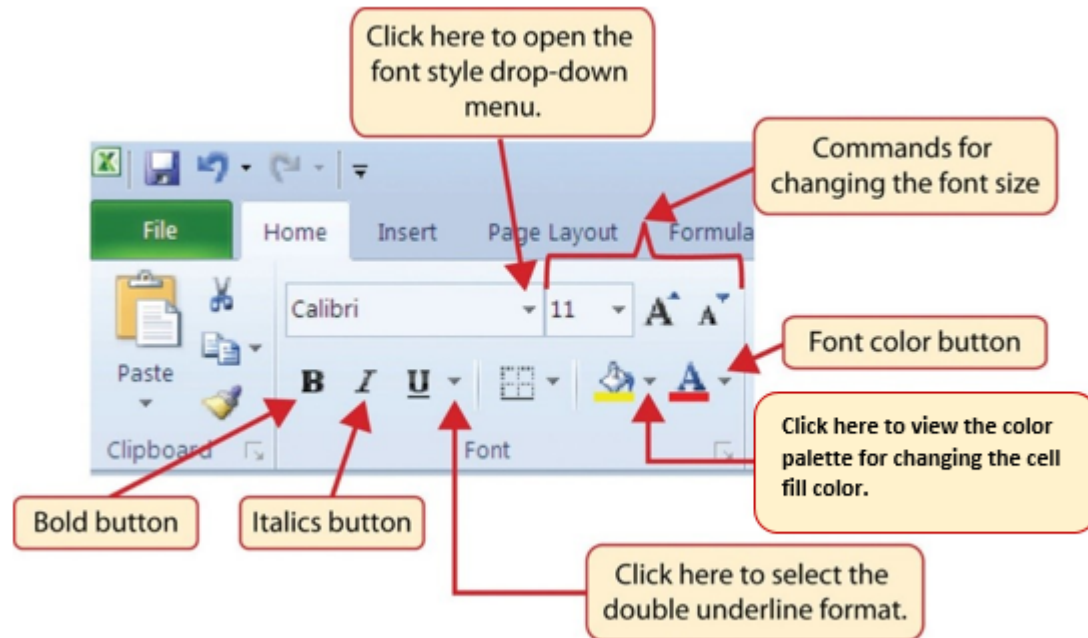 Click here to open the
font style drop-down
menu.
Commands for
changing the font size
File
Home
Insert
Page Layout
Formula
Calibri
11
A
A
Font color button
Paste
B
I
U
A
Click here to view the color
palette for changing the cell
fill color.
Clipboard
Font
Bold button
Italics button
Click here to select the
double underline format.